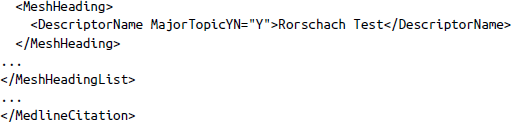 <MeshHeading>
<DescriptorName MajorTopicYN="Y">Rorschach Test</DescriptorName>
</MeshHeading>
...
</MeshHeadingList>
...
</MedlineCitation>